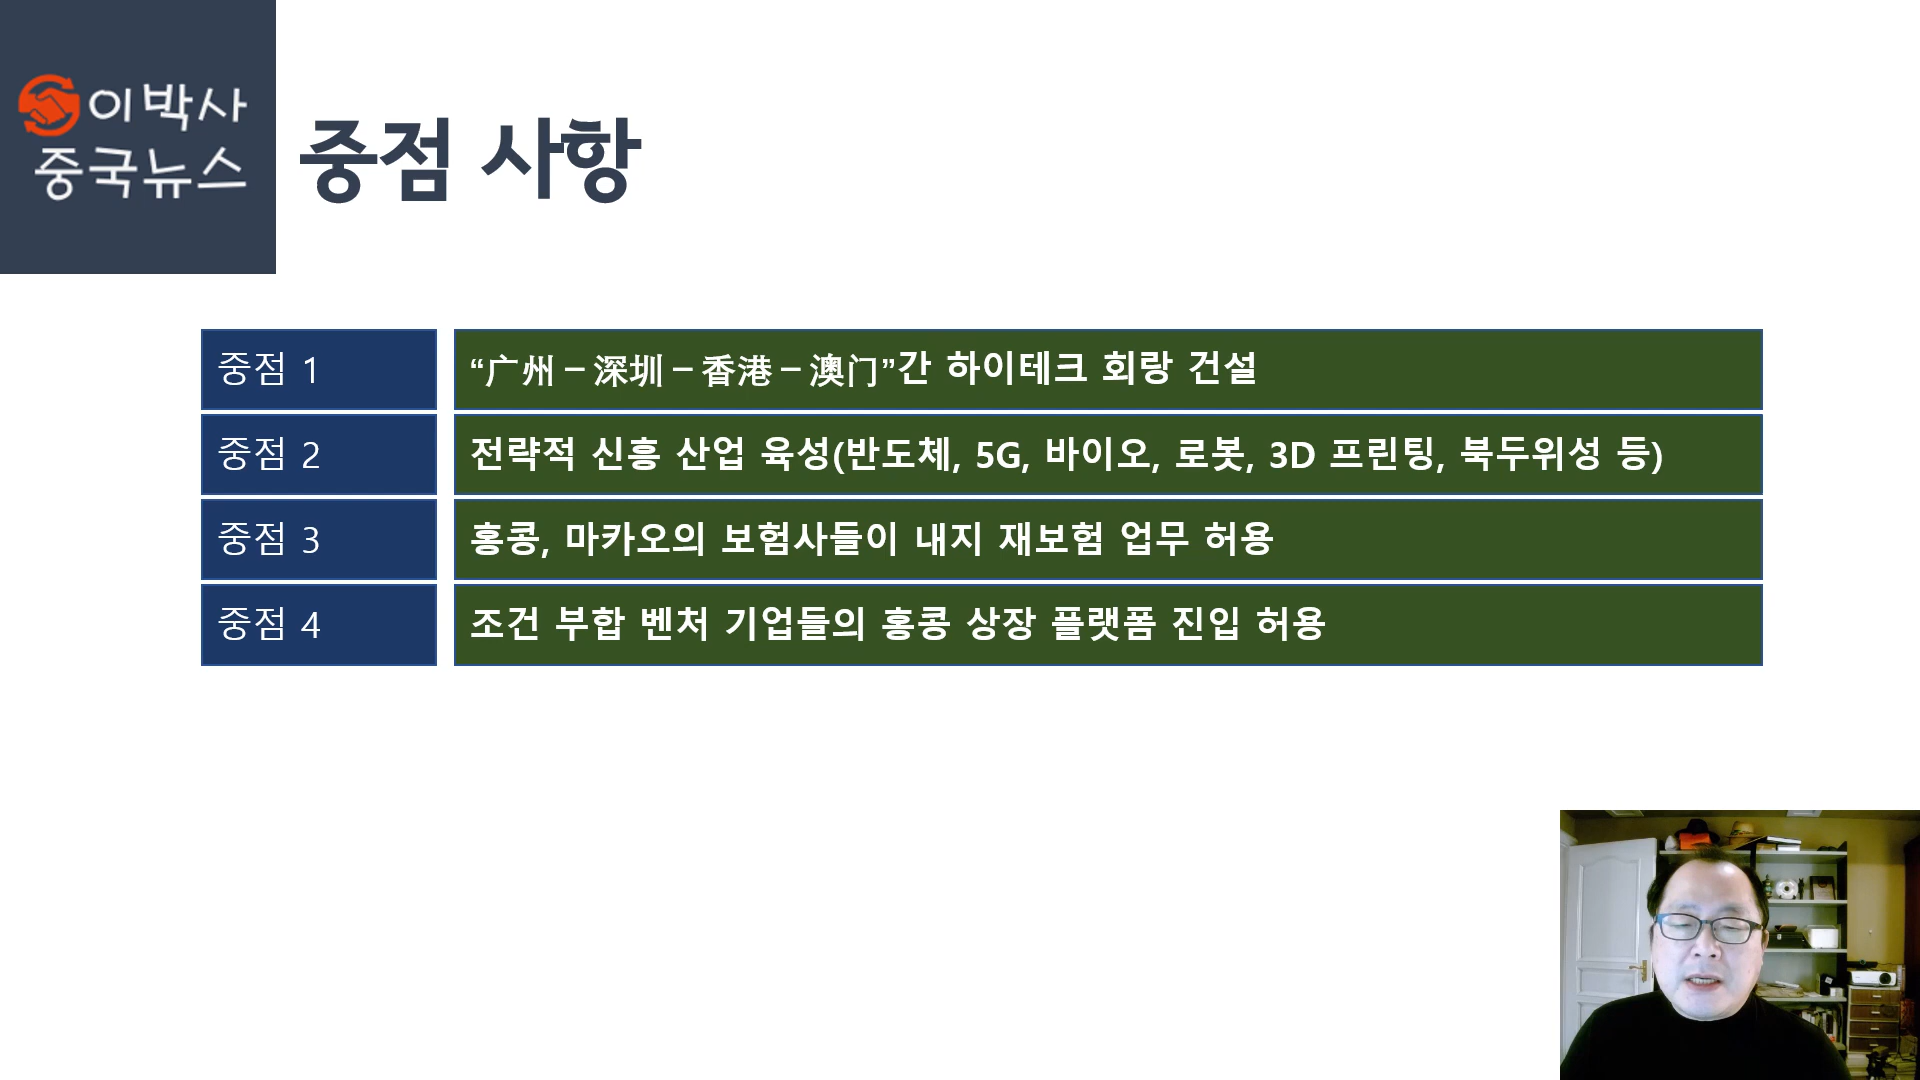 이박사
중국뉴스
중점 사항
중점 1
“广州－深圳－香港－澳门”간 하이테크 회랑 건설
중점 2
전략적 신흥 산업 육성(반도체, 5G, 바이오, 로봇, 3D 프린팅, 북두위성 등)
중점 3
홍콩, 마카오의 보험사들이 내지 재보험 업무 허용
중점 4
조건 부합 벤처 기업들의 홍콩 상장 플랫폼 진입 허용